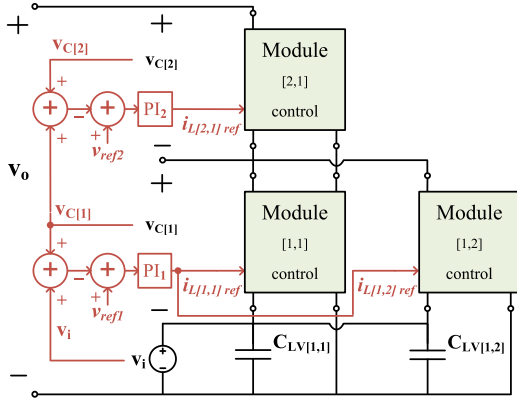 + +
v_C[2] v_C[2]
Module
[2,1]
control
+ + − + + PI₂ i_L[2,1] ref
+ v_ref2
−
v_o
+
v_C[1] v_C[1]
Module
[1,1]
control
Module
[1,2]
control
+ + − + + PI₁ i_L[1,1] ref i_L[1,2] ref
+ v_ref1
−
v_i
v_i + −
C_LV[1,1] C_LV[1,2]
−